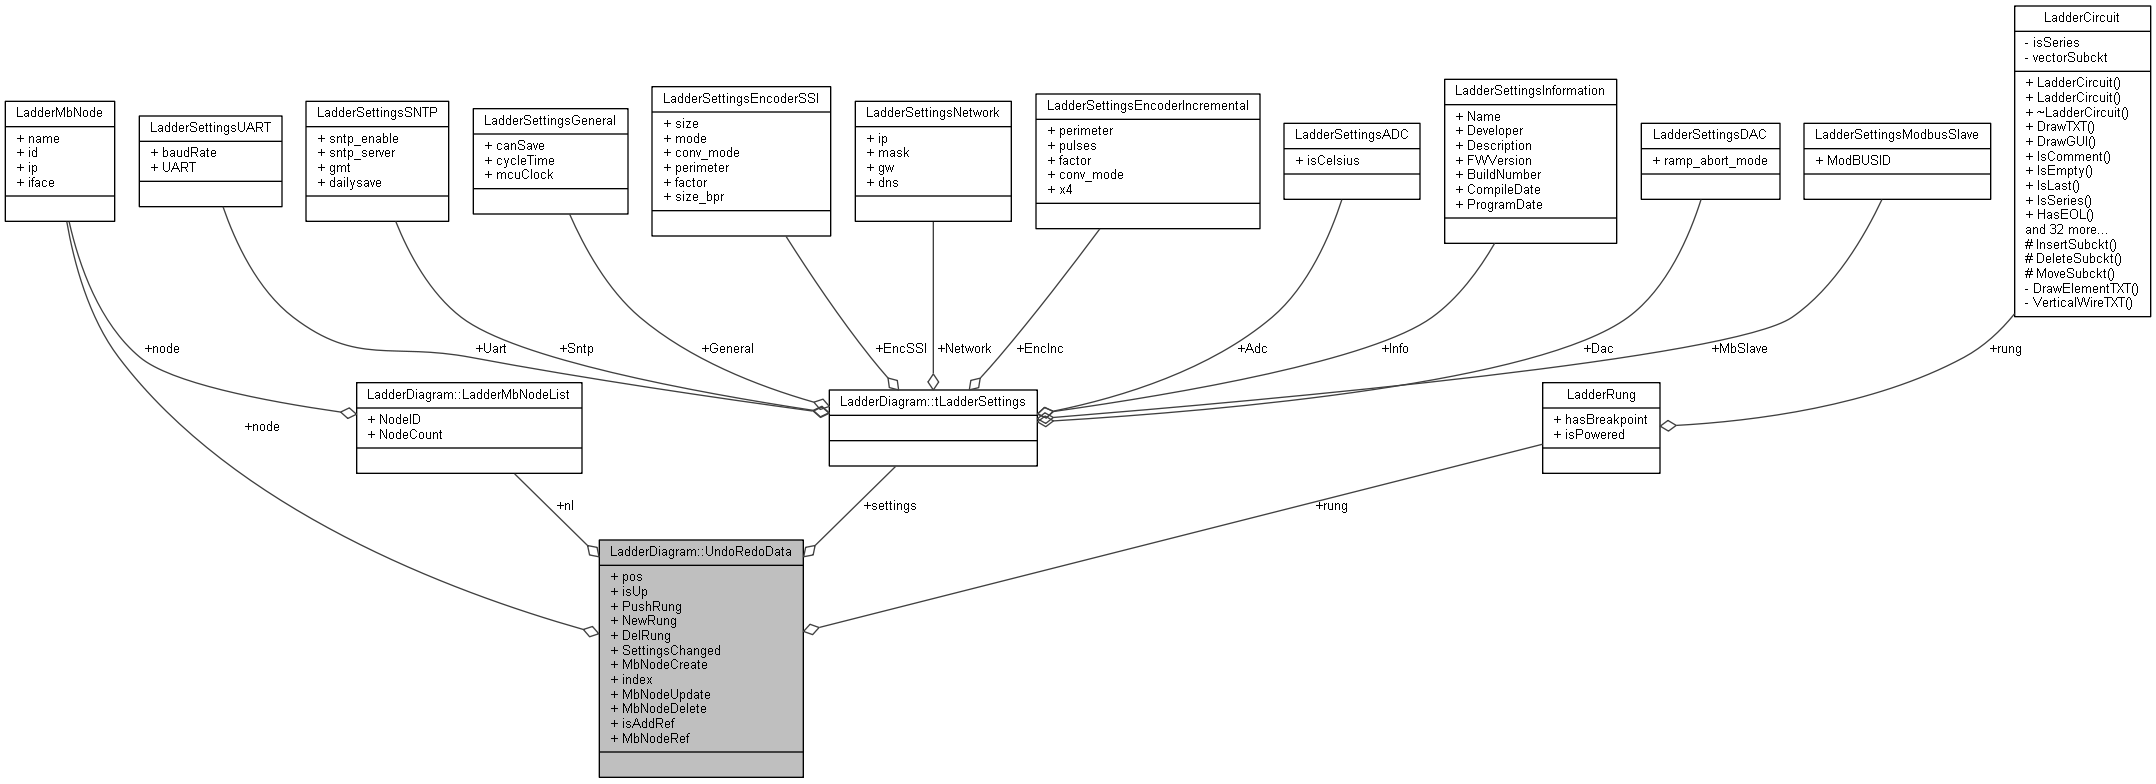 LadderCircuit
- isSeries
- vectorSubckt
+ LadderCircuit()
+ LadderCircuit()
+ ~LadderCircuit()
+ DrawTXT()
+ DrawGUI()
+ IsComment()
+ IsEmpty()
+ IsLast()
+ IsSeries()
+ HasEOL()
and 32 more...
# InsertSubckt()
# DeleteSubckt()
# MoveSubckt()
- DrawElementTXT()
- VerticalWireTXT()
LadderMbNode
+ name
+ id
+ ip
+ iface
LadderSettingsUART
+ baudRate
+ UART
LadderSettingsSNTP
+ sntp_enable
+ sntp_server
+ gmt
+ dailysave
LadderSettingsGeneral
+ canSave
+ cycleTime
+ mcuClock
LadderSettingsEncoderSSI
+ size
+ mode
+ conv_mode
+ perimeter
+ factor
+ size_bpr
LadderSettingsNetwork
+ ip
+ mask
+ gw
+ dns
LadderSettingsEncoderIncremental
+ perimeter
+ pulses
+ factor
+ conv_mode
+ x4
LadderSettingsADC
+ isCelsius
LadderSettingsInformation
+ Name
+ Developer
+ Description
+ FWVersion
+ BuildNumber
+ CompileDate
+ ProgramDate
LadderSettingsDAC
+ ramp_abort_mode
LadderSettingsModbusSlave
+ ModBUSID
+node
+Uart
+Sntp
+General
+EncSSI
+Network
+EncInc
+Adc
+Info
+Dac
+MbSlave
+rung
LadderDiagram::LadderMbNodeList
+ NodeID
+ NodeCount
LadderDiagram::tLadderSettings
LadderRung
+ hasBreakpoint
+ isPowered
+node
+nl
+settings
+rung
LadderDiagram::UndoRedoData
+ pos
+ isUp
+ PushRung
+ NewRung
+ DelRung
+ SettingsChanged
+ MbNodeCreate
+ index
+ MbNodeUpdate
+ MbNodeDelete
+ isAddRef
+ MbNodeRef